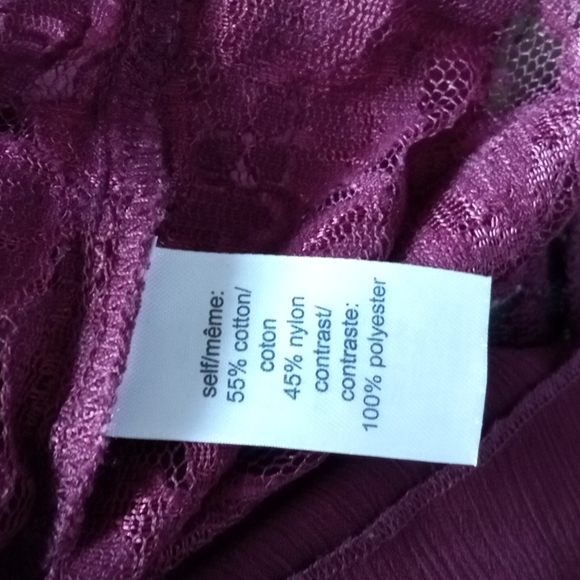 self/même:
55% cotton/
coton
45% nylon
contrast/
contraste:
100% polyester